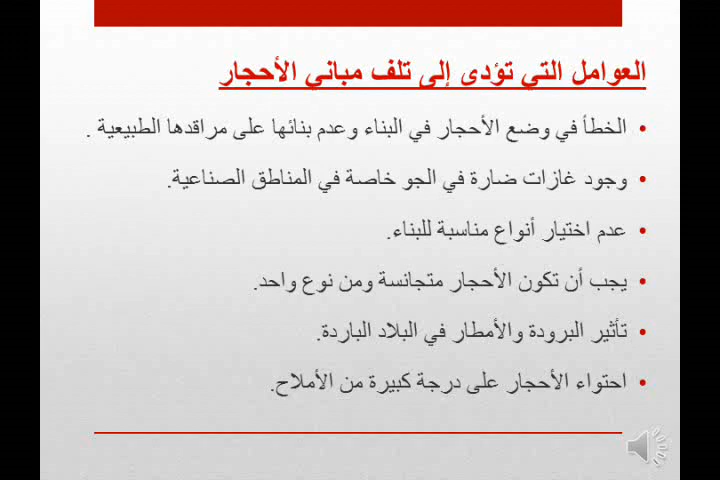 العوامل التي تؤدى إلى تلف مباني الأحجار
• الخطأ في وضع الأحجار في البناء وعدم بنائها على مراقدها الطبيعية .
• وجود غازات ضارة في الجو خاصة في المناطق الصناعية.
• عدم اختيار أنواع مناسبة للبناء.
• يجب أن تكون الأحجار متجانسة ومن نوع واحد.
• تأثير البرودة والأمطار في البلاد الباردة.
• احتواء الأحجار على درجة كبيرة من الأملاح.